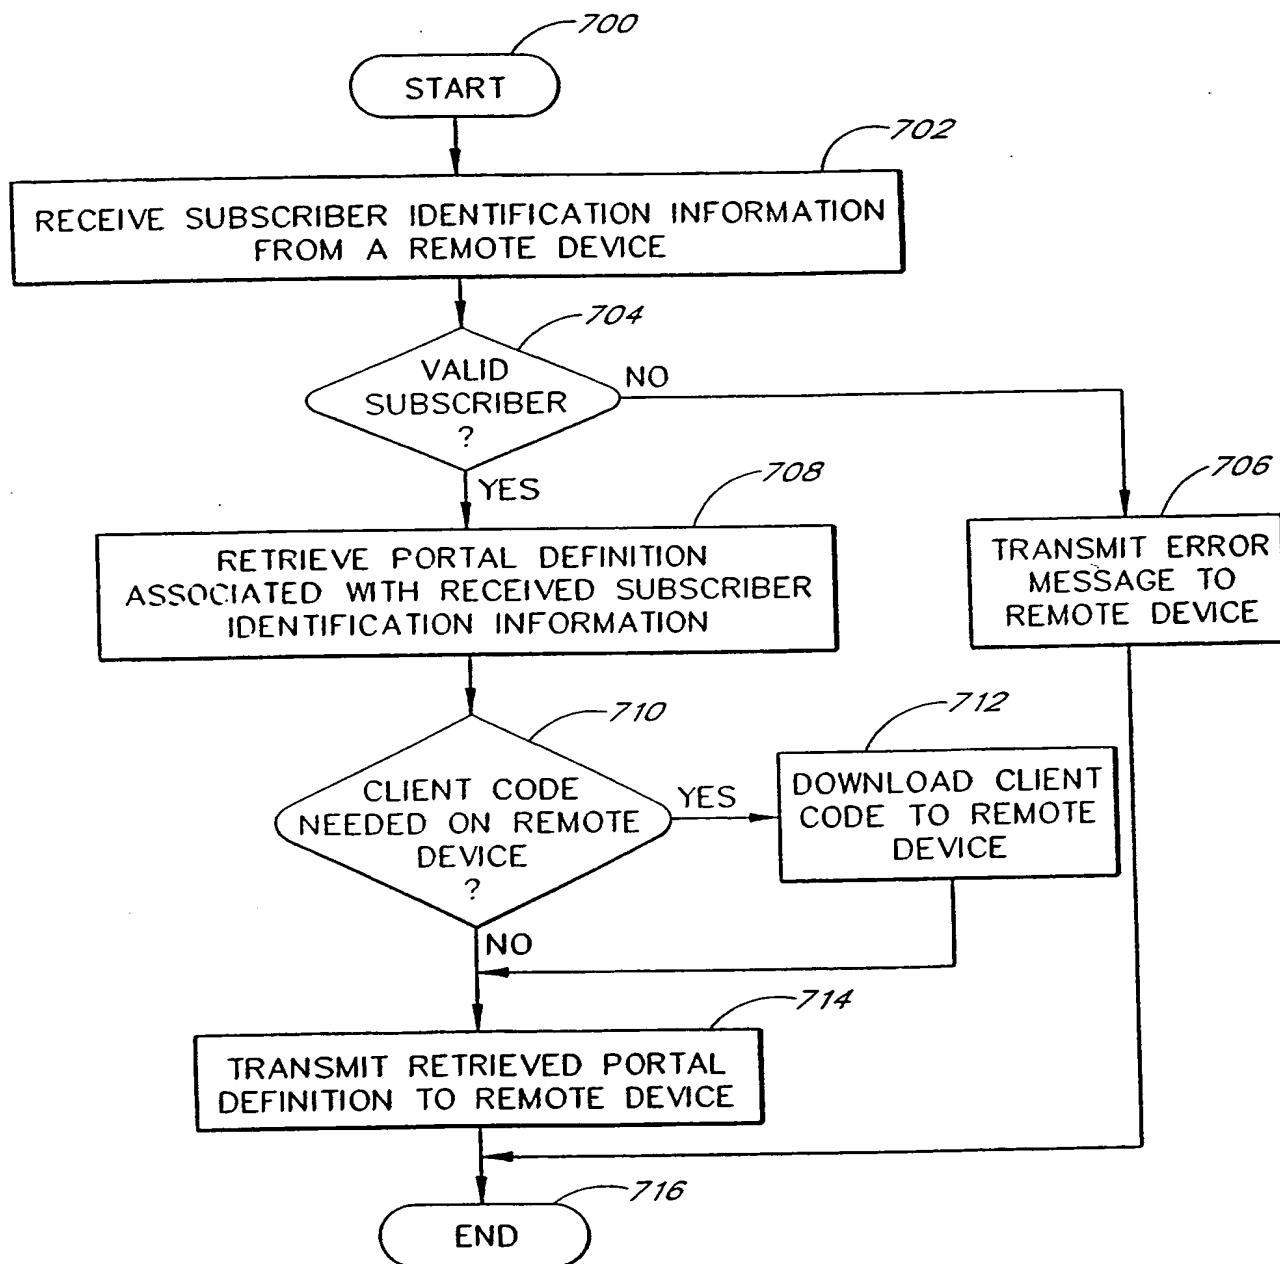 700
START
702
RECEIVE SUBSCRIBER IDENTIFICATION INFORMATION
FROM A REMOTE DEVICE
704
VALID
SUBSCRIBER
?
NO
YES
708
RETRIEVE PORTAL DEFINITION
ASSOCIATED WITH RECEIVED SUBSCRIBER
IDENTIFICATION INFORMATION
706
TRANSMIT ERROR
MESSAGE TO
REMOTE DEVICE
710
CLIENT CODE
NEEDED ON REMOTE
DEVICE
?
YES
712
DOWNLOAD CLIENT
CODE TO REMOTE
DEVICE
NO
714
TRANSMIT RETRIEVED PORTAL
DEFINITION TO REMOTE DEVICE
716
END